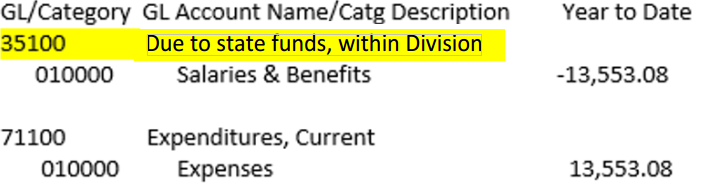 GL/Category GL Account Name/Catg Description Year to Date
35100 Due to state funds, within Division
010000 Salaries & Benefits -13,553.08
71100 Expenditures, Current
010000 Expenses 13,553.08